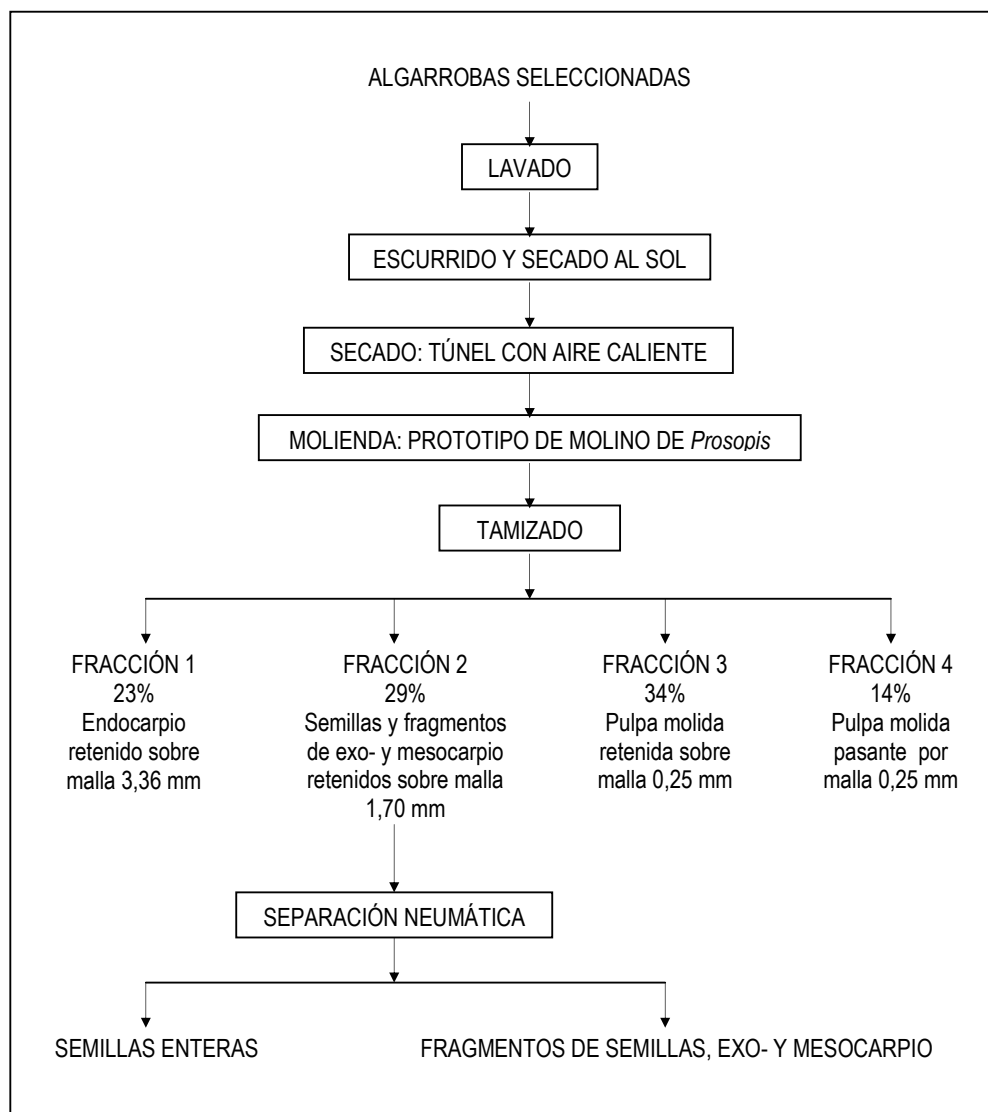 ALGARROBAS SELECCIONADAS
LAVADO
ESCURRIDO Y SECADO AL SOL
SECADO: TÚNEL CON AIRE CALIENTE
MOLIENDA: PROTOTIPO DE MOLINO DE Prosopis
TAMIZADO
FRACCIÓN 1
23%
Endocarpio
retenido sobre
malla 3,36 mm
FRACCIÓN 2
29%
Semillas y fragmentos
de exo- y mesocarpio
retenidos sobre malla
1,70 mm
FRACCIÓN 3
34%
Pulpa molida
retenida sobre
malla 0,25 mm
FRACCIÓN 4
14%
Pulpa molida
pasante por
malla 0,25 mm
SEPARACIÓN NEUMÁTICA
SEMILLAS ENTERAS
FRAGMENTOS DE SEMILLAS, EXO- Y MESOCARPIO